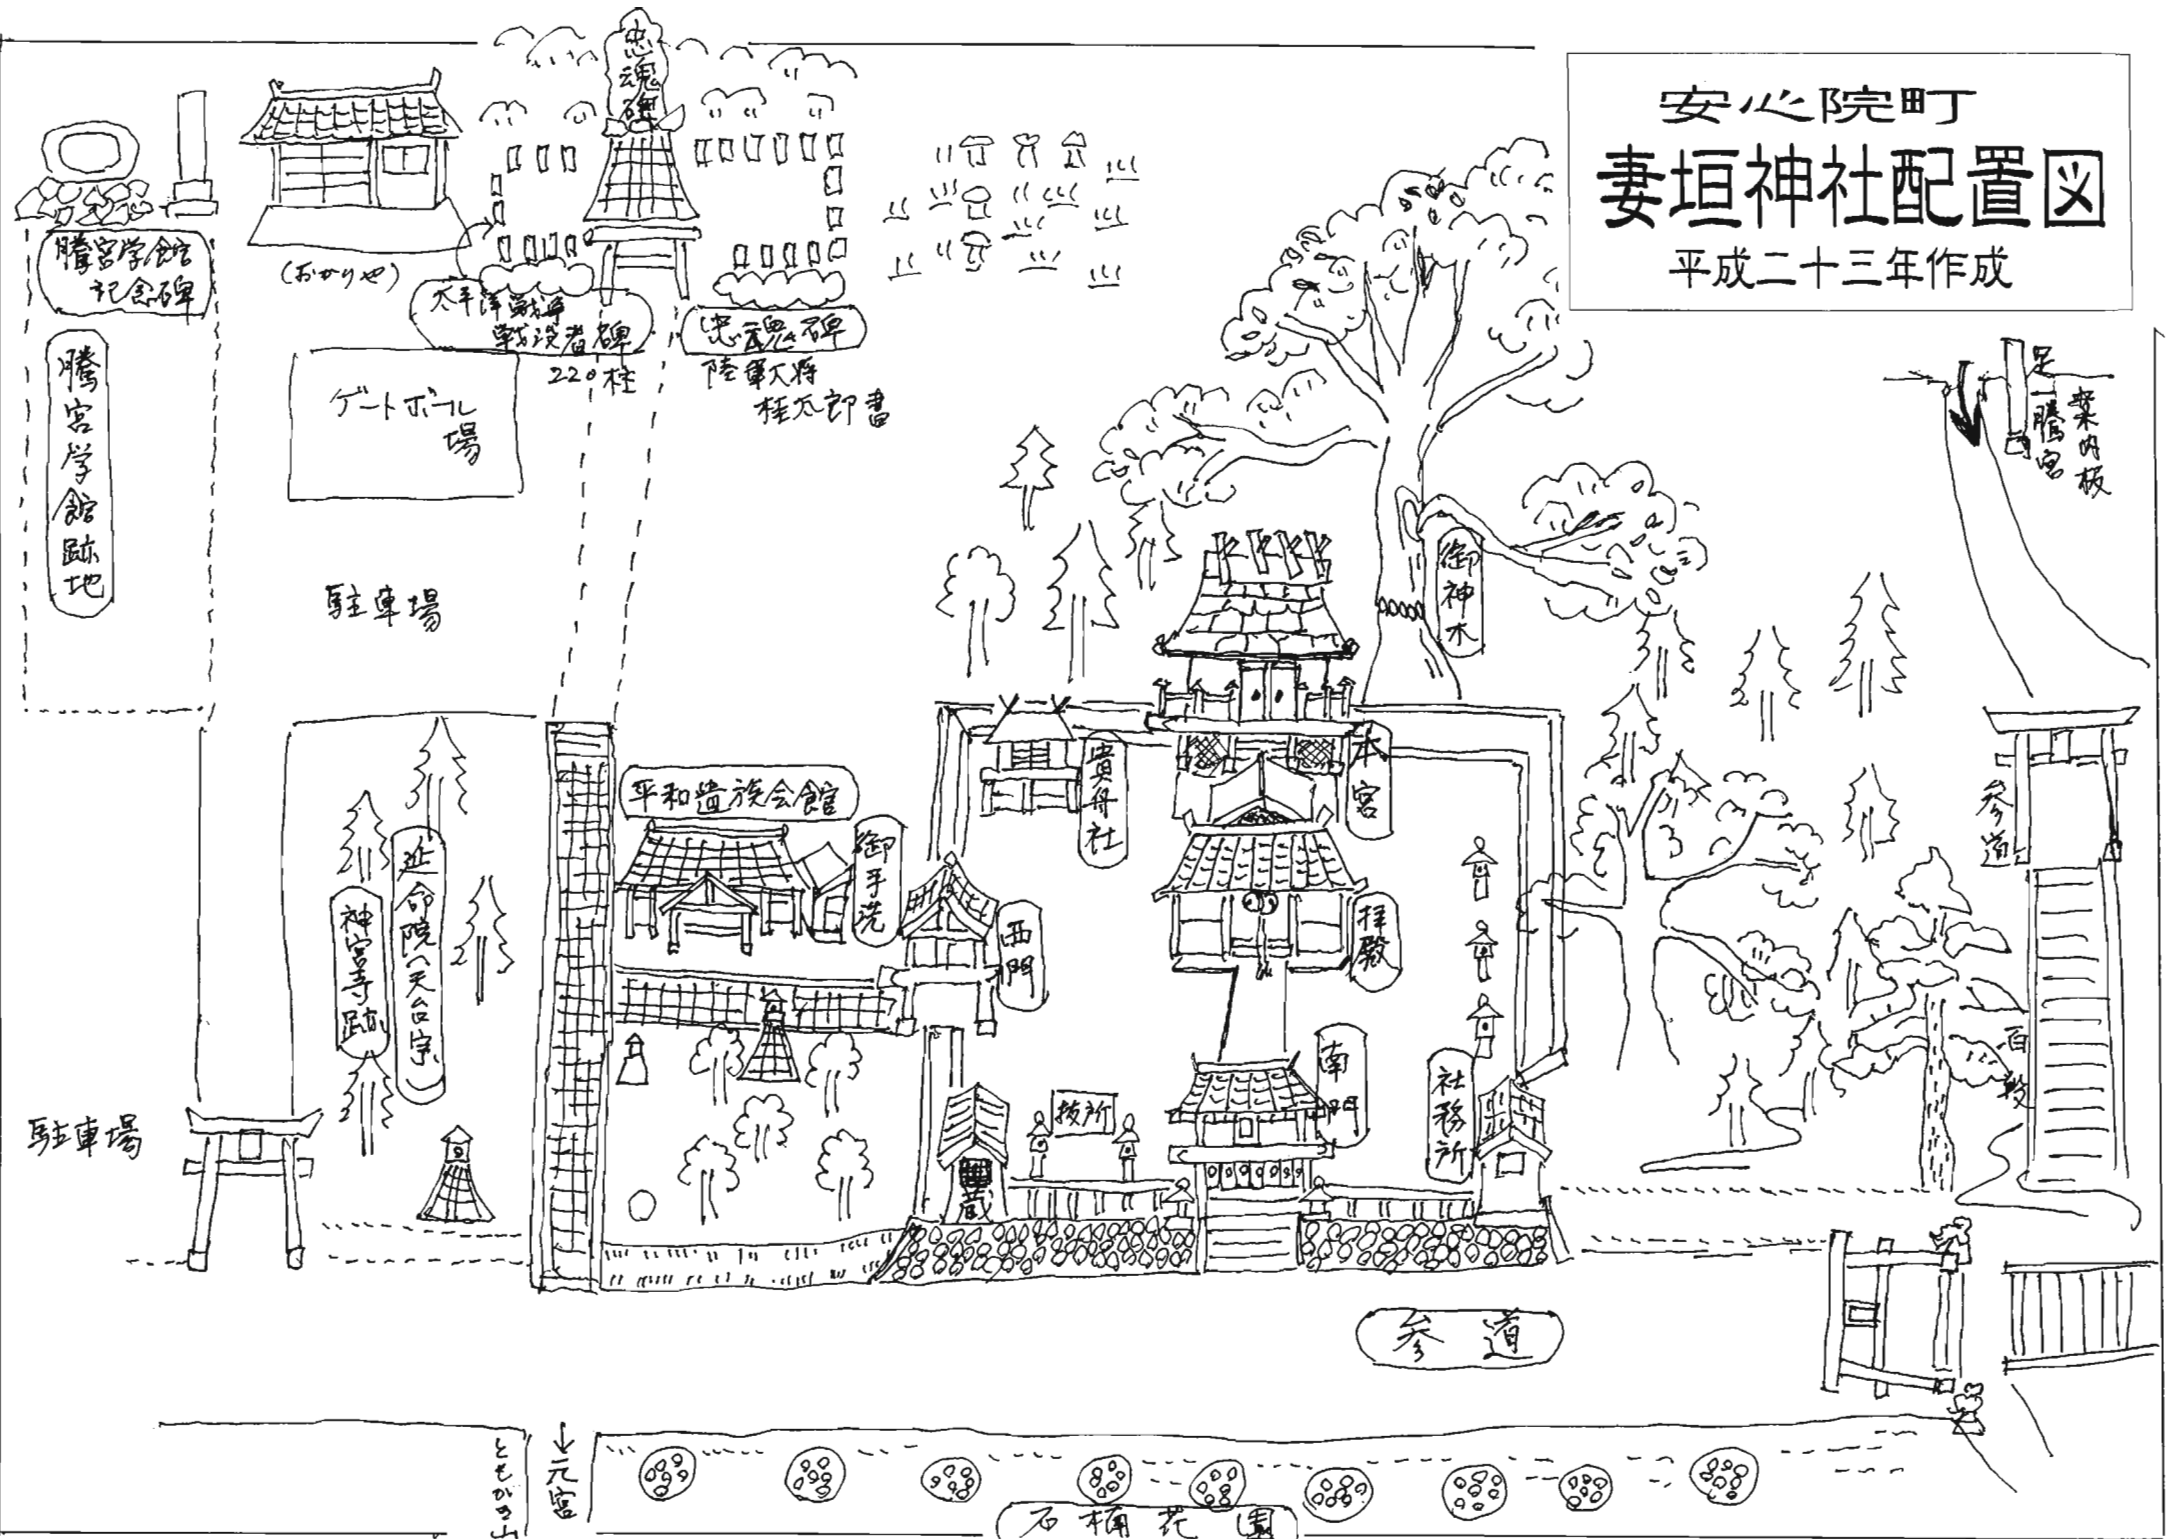 安心院町
妻垣神社配置図
平成二十三年作成
忠魂碑
騰宮学館
記念碑
(おかりや)
太平洋戦争
戦没者碑
220柱
忠魂碑
陸軍大将
桂太郎書
騰宮学館跡地
ゲートボール
場
駐車場
足一騰宮
案内板
御神木
本宮
貴船社
平和遺族会館
御手洗
西門
拝殿
参道
百段
延命院(天台宗)
神宮寺跡
南門
社務所
蔵
駐車場
参道
元宮
石楠花園